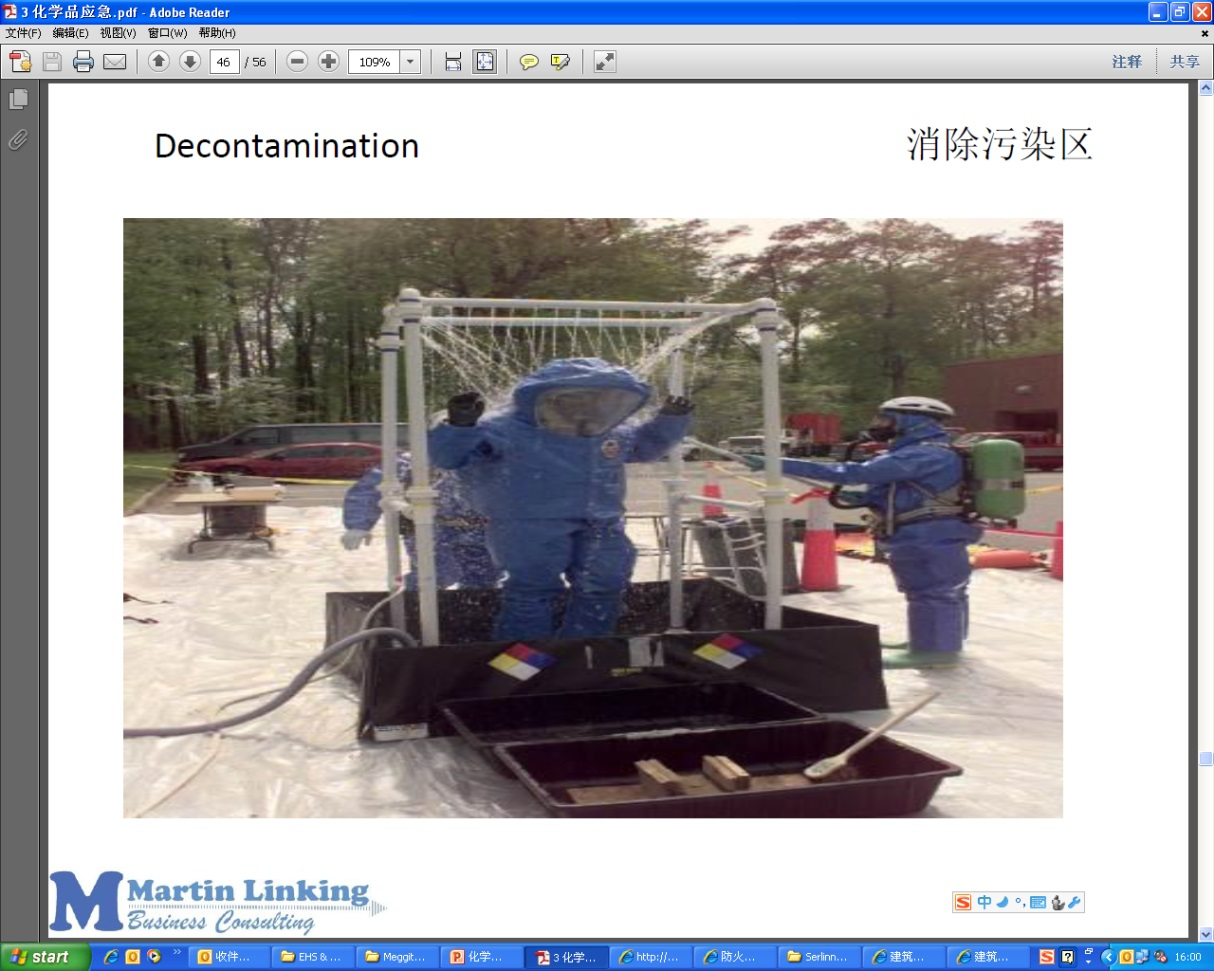 3 化学品应急.pdf - Adobe Reader
文件(F) 编辑(E) 视图(V) 窗口(W) 帮助(H)
46 / 56 109% 注释 共享
Decontamination 消除污染区
Martin Linking
Business Consulting
中
start 收件... EHS & ... Meggit... 化学... 3 化学... http://... 防火... Serlinn... 建筑... 建筑... 16:00